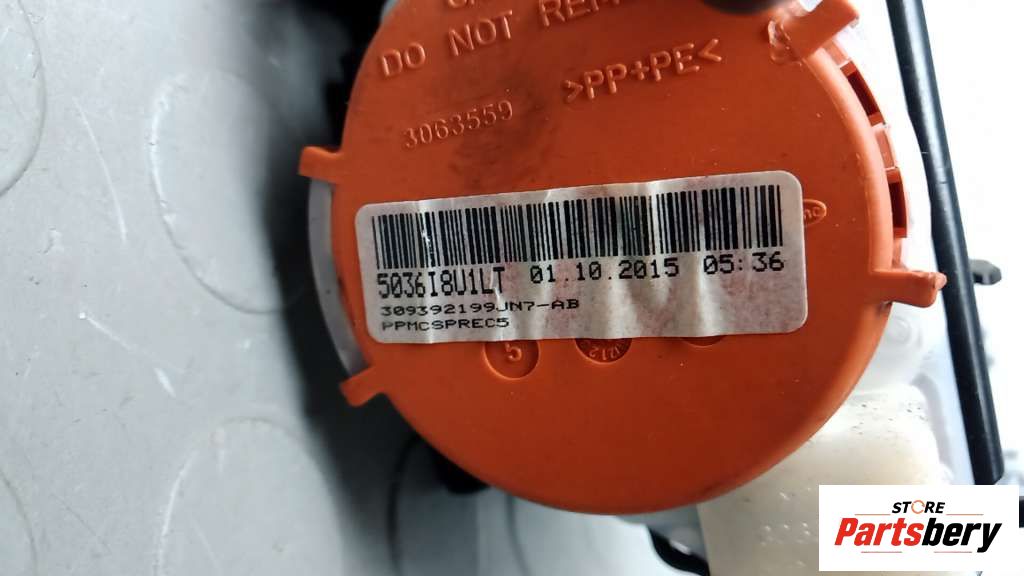 DO NOT
>PP+PE<
3063559
5036I8U1LT 01.10.2015 05:36
309392199JN7-AB
PPMCSPREC5
5
STORE
Partsbery